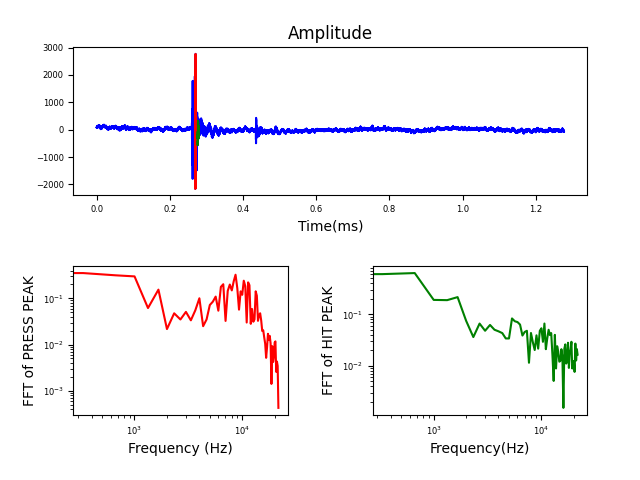 Amplitude
3000
2000
1000
0
−1000
−2000
0.0 0.2 0.4 0.6 0.8 1.0 1.2
Time(ms)
FFT of PRESS PEAK
10⁻¹
10⁻²
10⁻³
10³ 10⁴
Frequency (Hz)
FFT of HIT PEAK
10⁻¹
10⁻²
10³ 10⁴
Frequency(Hz)